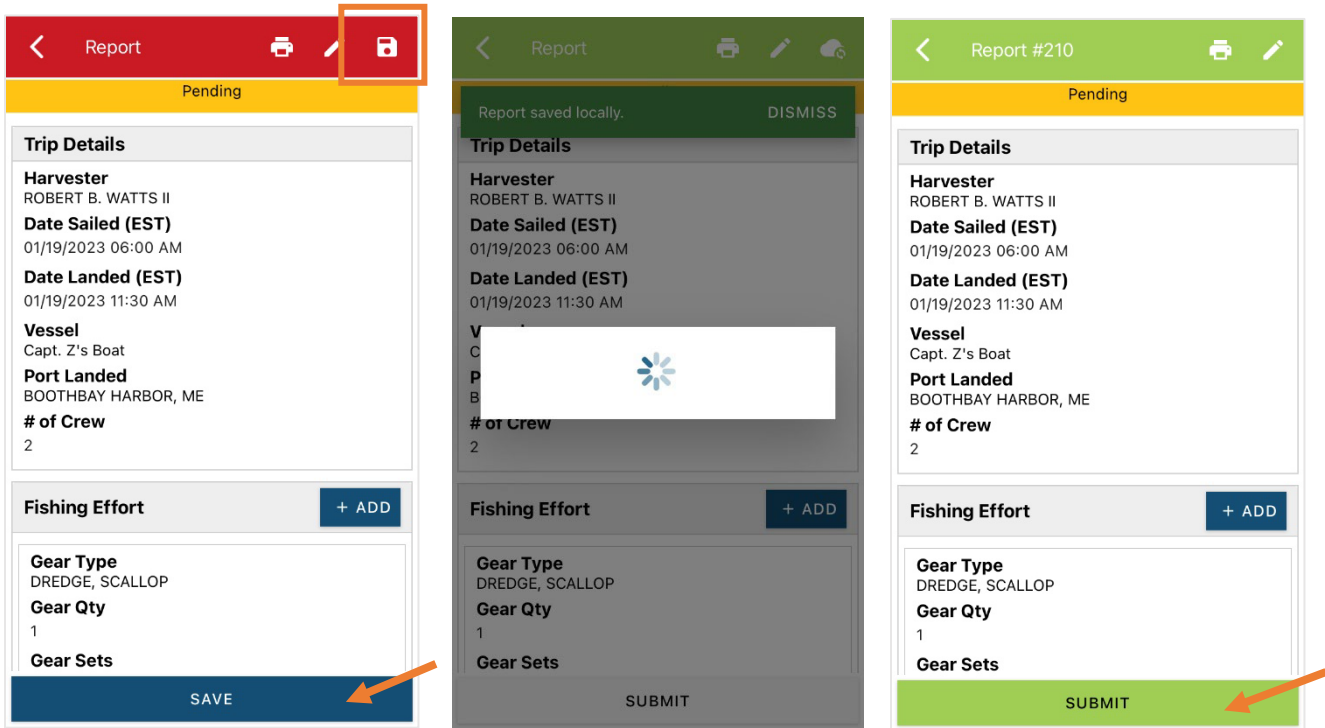 Report
Pending
Trip Details
Harvester
ROBERT B. WATTS II
Date Sailed (EST)
01/19/2023 06:00 AM
Date Landed (EST)
01/19/2023 11:30 AM
Vessel
Capt. Z's Boat
Port Landed
BOOTHBAY HARBOR, ME
# of Crew
2
Fishing Effort
+ ADD
Gear Type
DREDGE, SCALLOP
Gear Qty
1
Gear Sets
SAVE
Report
Report saved locally.
DISMISS
Trip Details
Harvester
ROBERT B. WATTS II
Date Sailed (EST)
01/19/2023 06:00 AM
Date Landed (EST)
01/19/2023 11:30 AM
# of Crew
2
Fishing Effort
+ ADD
Gear Type
DREDGE, SCALLOP
Gear Qty
1
Gear Sets
SUBMIT
Report #210
Pending
Trip Details
Harvester
ROBERT B. WATTS II
Date Sailed (EST)
01/19/2023 06:00 AM
Date Landed (EST)
01/19/2023 11:30 AM
Vessel
Capt. Z's Boat
Port Landed
BOOTHBAY HARBOR, ME
# of Crew
2
Fishing Effort
+ ADD
Gear Type
DREDGE, SCALLOP
Gear Qty
1
Gear Sets
SUBMIT